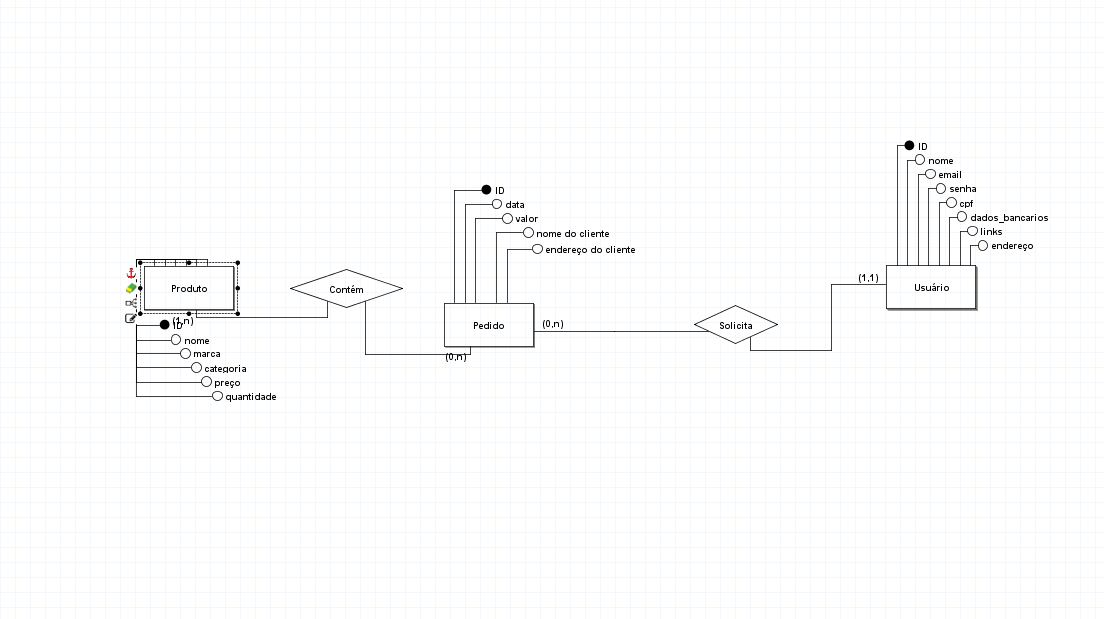 Produto
(1,n)
ID
nome
marca
categoria
preço
quantidade
Contém
ID
data
valor
nome do cliente
endereço do cliente
Pedido
(0,n)
(0,n)
Solicita
(1,1)
ID
nome
email
senha
cpf
dados_bancarios
links
endereço
Usuário